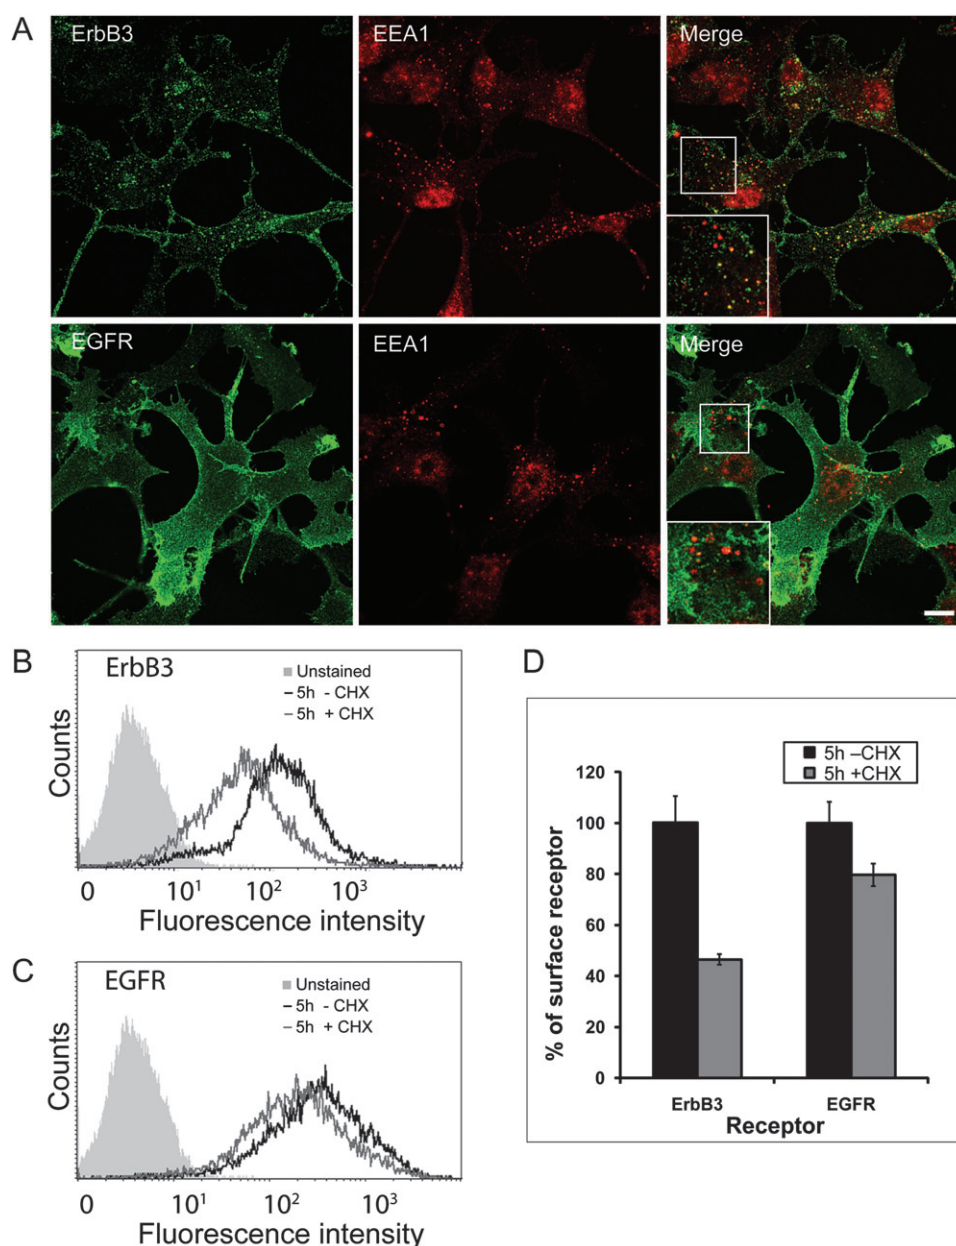 A
ErbB3
EEA1
Merge
EGFR
EEA1
Merge
B
ErbB3
Unstained
5h - CHX
5h + CHX
Counts
0 10¹ 10² 10³
Fluorescence intensity
C
EGFR
Unstained
5h - CHX
5h + CHX
Counts
0 10¹ 10² 10³
Fluorescence intensity
D
5h –CHX
5h +CHX
% of surface receptor
120
100
80
60
40
20
0
ErbB3 EGFR
Receptor